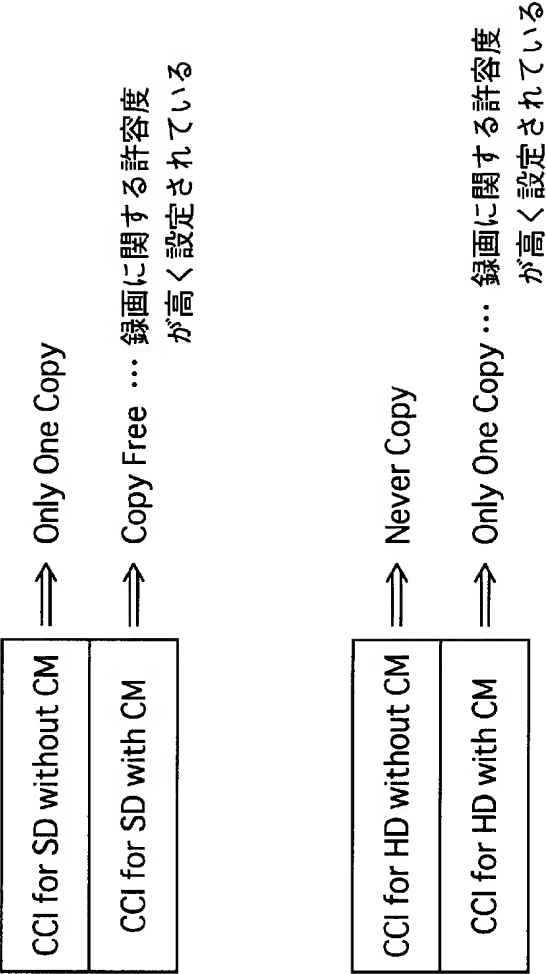 CCI for SD without CM ⇒ Only One Copy
CCI for SD with CM ⇒ Copy Free … 録画に関する許容度
が高く設定されている
CCI for HD without CM ⇒ Never Copy
CCI for HD with CM ⇒ Only One Copy … 録画に関する許容度
が高く設定されている